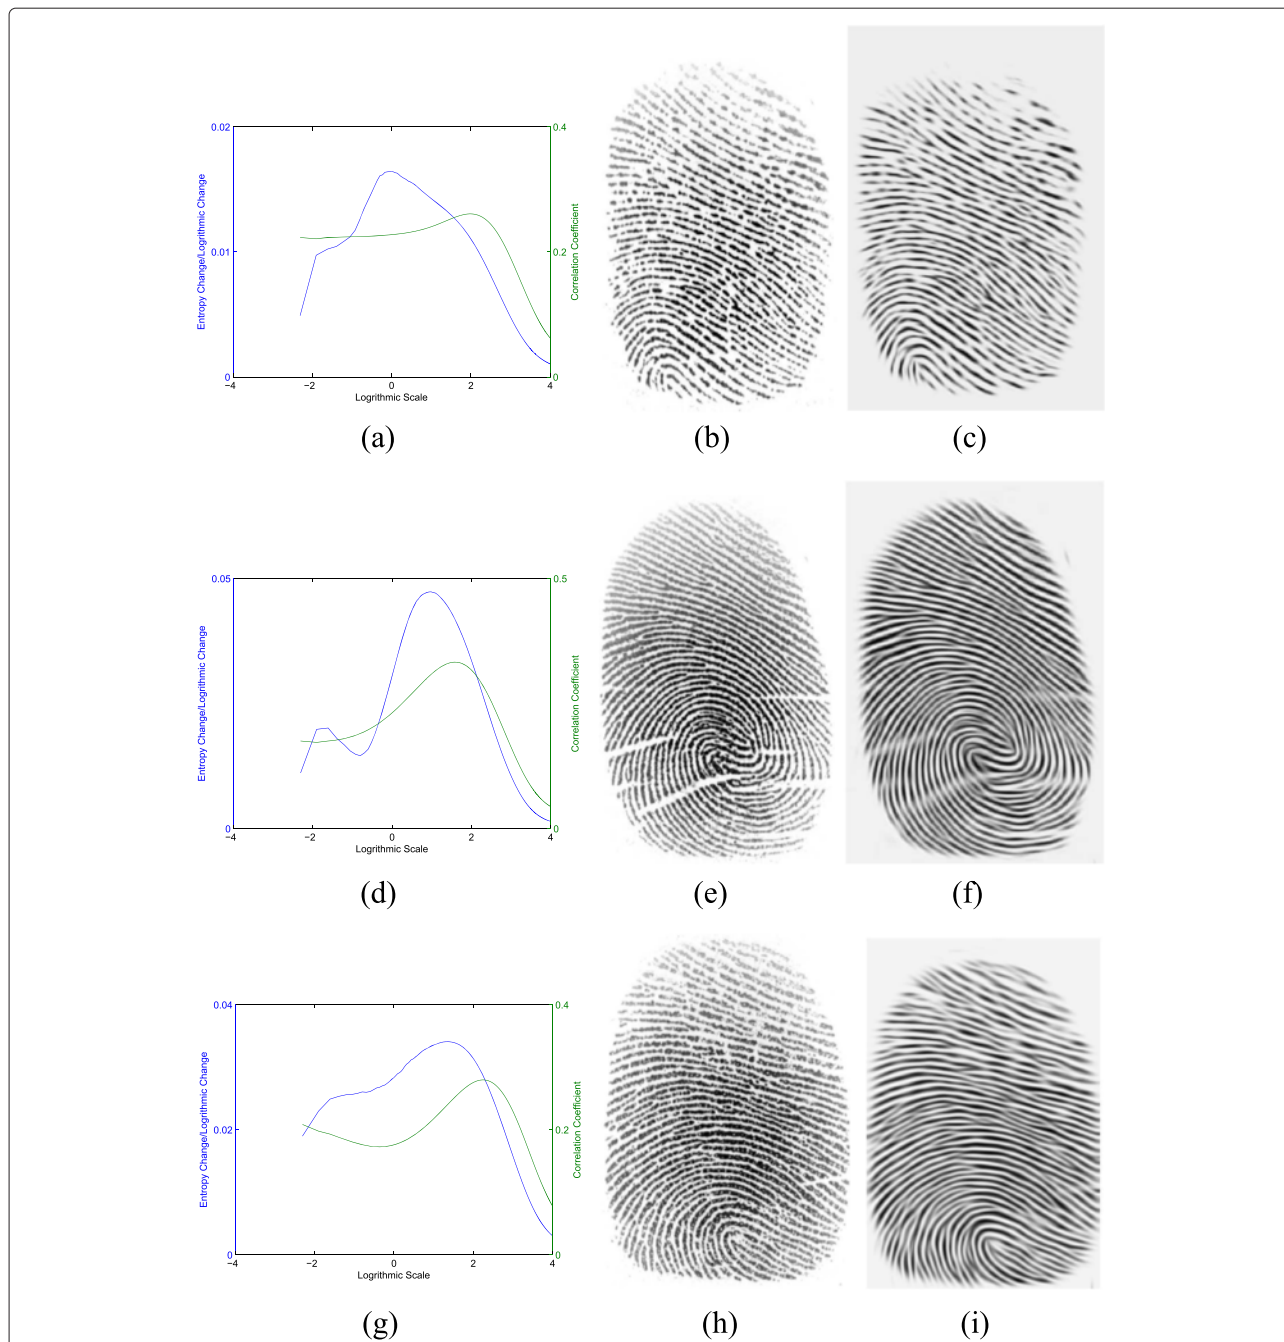 0.02
0.01
0
0.4
0.2
0
−4
−2
0
2
4
Entropy Change/Logrithmic Change
Correlation Coefficient
Logrithmic Scale
(a)
(b)
(c)
0.05
0
0.5
0
−4
−2
0
2
4
Entropy Change/Logrithmic Change
Correlation Coefficient
Logrithmic Scale
(d)
(e)
(f)
0.04
0.02
0
0.4
0.2
0
−4
−2
0
2
4
Entropy Change/Logrithmic Change
Correlation Coefficient
Logrithmic Scale
(g)
(h)
(i)